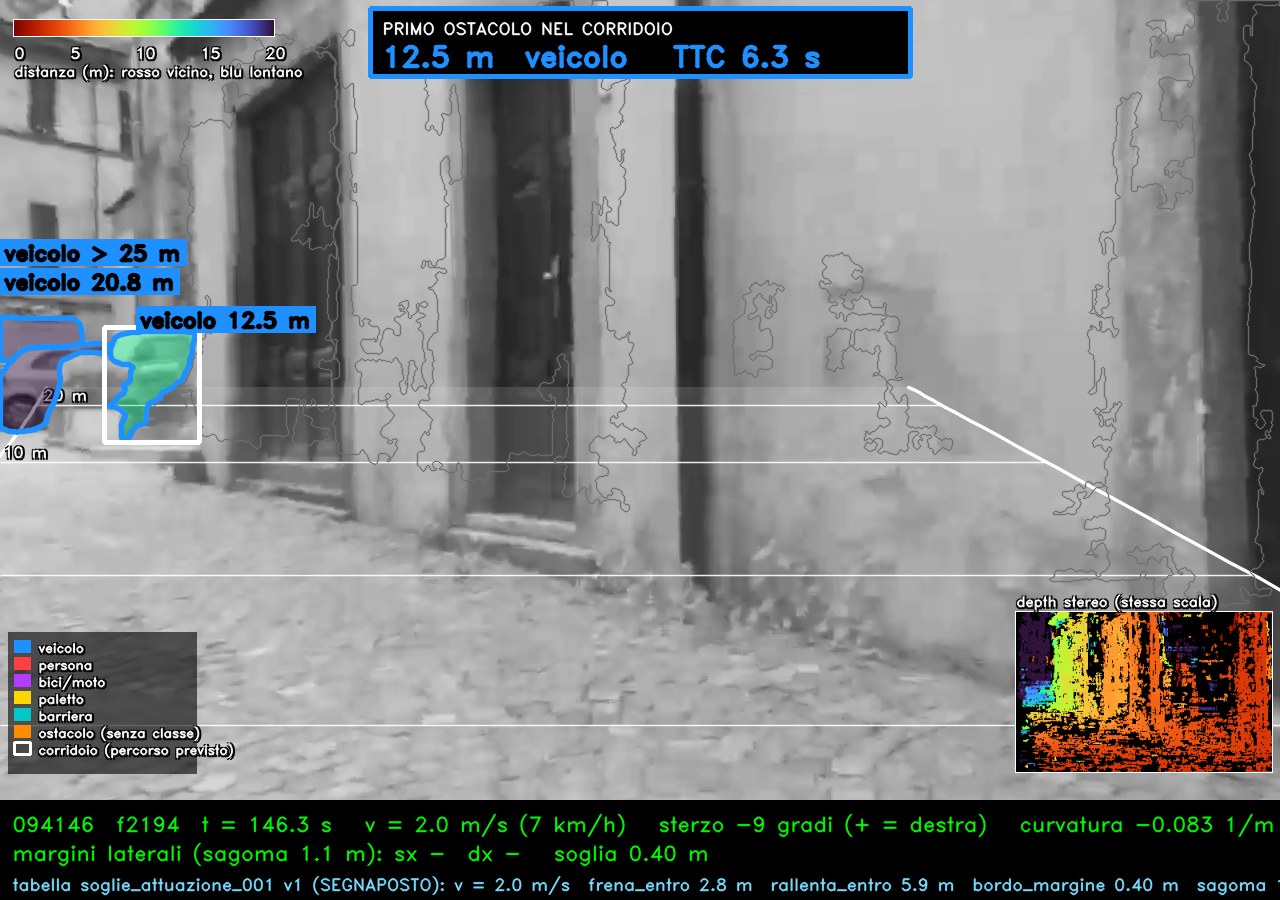 0 5 10 15 20
distanza (m): rosso vicino, blu lontano
PRIMO OSTACOLO NEL CORRIDOIO
12.5 m veicolo TTC 6.3 s
veicolo > 25 m
veicolo 20.8 m
veicolo 12.5 m
20 m
10 m
depth stereo (stessa scala)
veicolo
persona
bici/moto
paletto
barriera
ostacolo (senza classe)
corridoio (percorso previsto)
094146 f2194 t = 146.3 s v = 2.0 m/s (7 km/h) sterzo −9 gradi (+ = destra) curvatura −0.083 1/m
margini laterali (sagoma 1.1 m): sx − dx − soglia 0.40 m
tabella soglie_attuazione_001 v1 (SEGNAPOSTO): v = 2.0 m/s frena_entro 2.8 m rallenta_entro 5.9 m bordo_margine 0.40 m sagoma